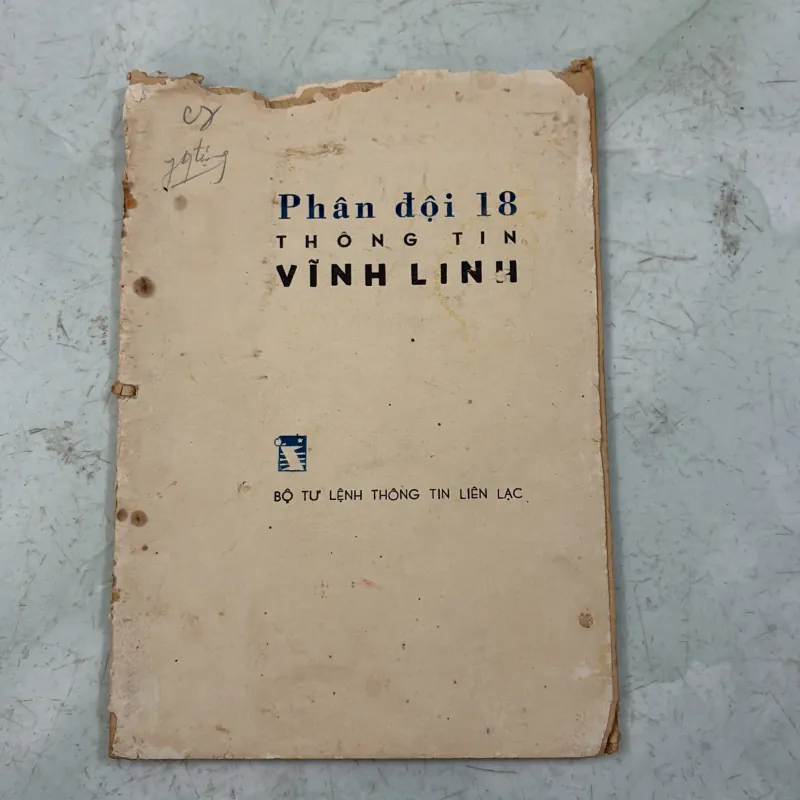 Phân đội 18
THÔNG TIN
VĨNH LINH
BỘ TƯ LỆNH THÔNG TIN LIÊN LẠC